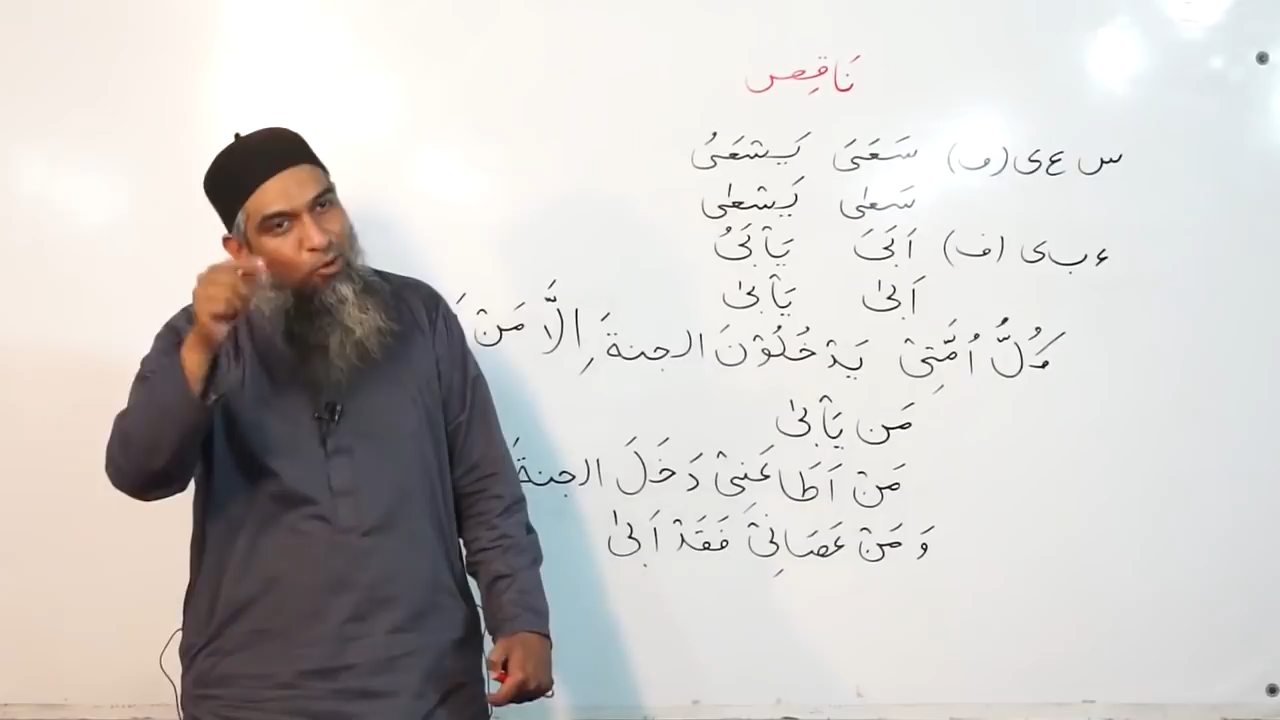 نَاقِص
س ع ی (ف) سَعَیَ یَسْعَیُ
سَعٰی یَسْعٰی
ء ب ی (ف) اَبَیَ یَأْبَیُ
اَبٰی یَأْبٰی
كُلُّ اُمَّتِیْ یَدْخُلُوْنَ الجنةَ اِلَّا مَنْ
مَن یَأْبٰی
مَنْ اَطَاعَنِیْ دَخَلَ الجنةَ
وَ مَنْ عَصَانِیْ فَقَدْ اَبٰی